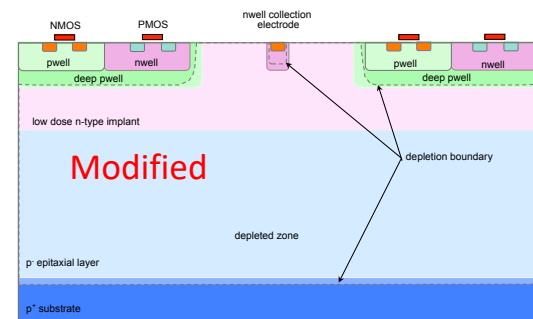 nwell collection
electrode
NMOS
PMOS
pwell
nwell
deep pwell
pwell
nwell
deep pwell
low dose n-type implant
Modified
depletion boundary
depleted zone
p- epitaxial layer
p+ substrate